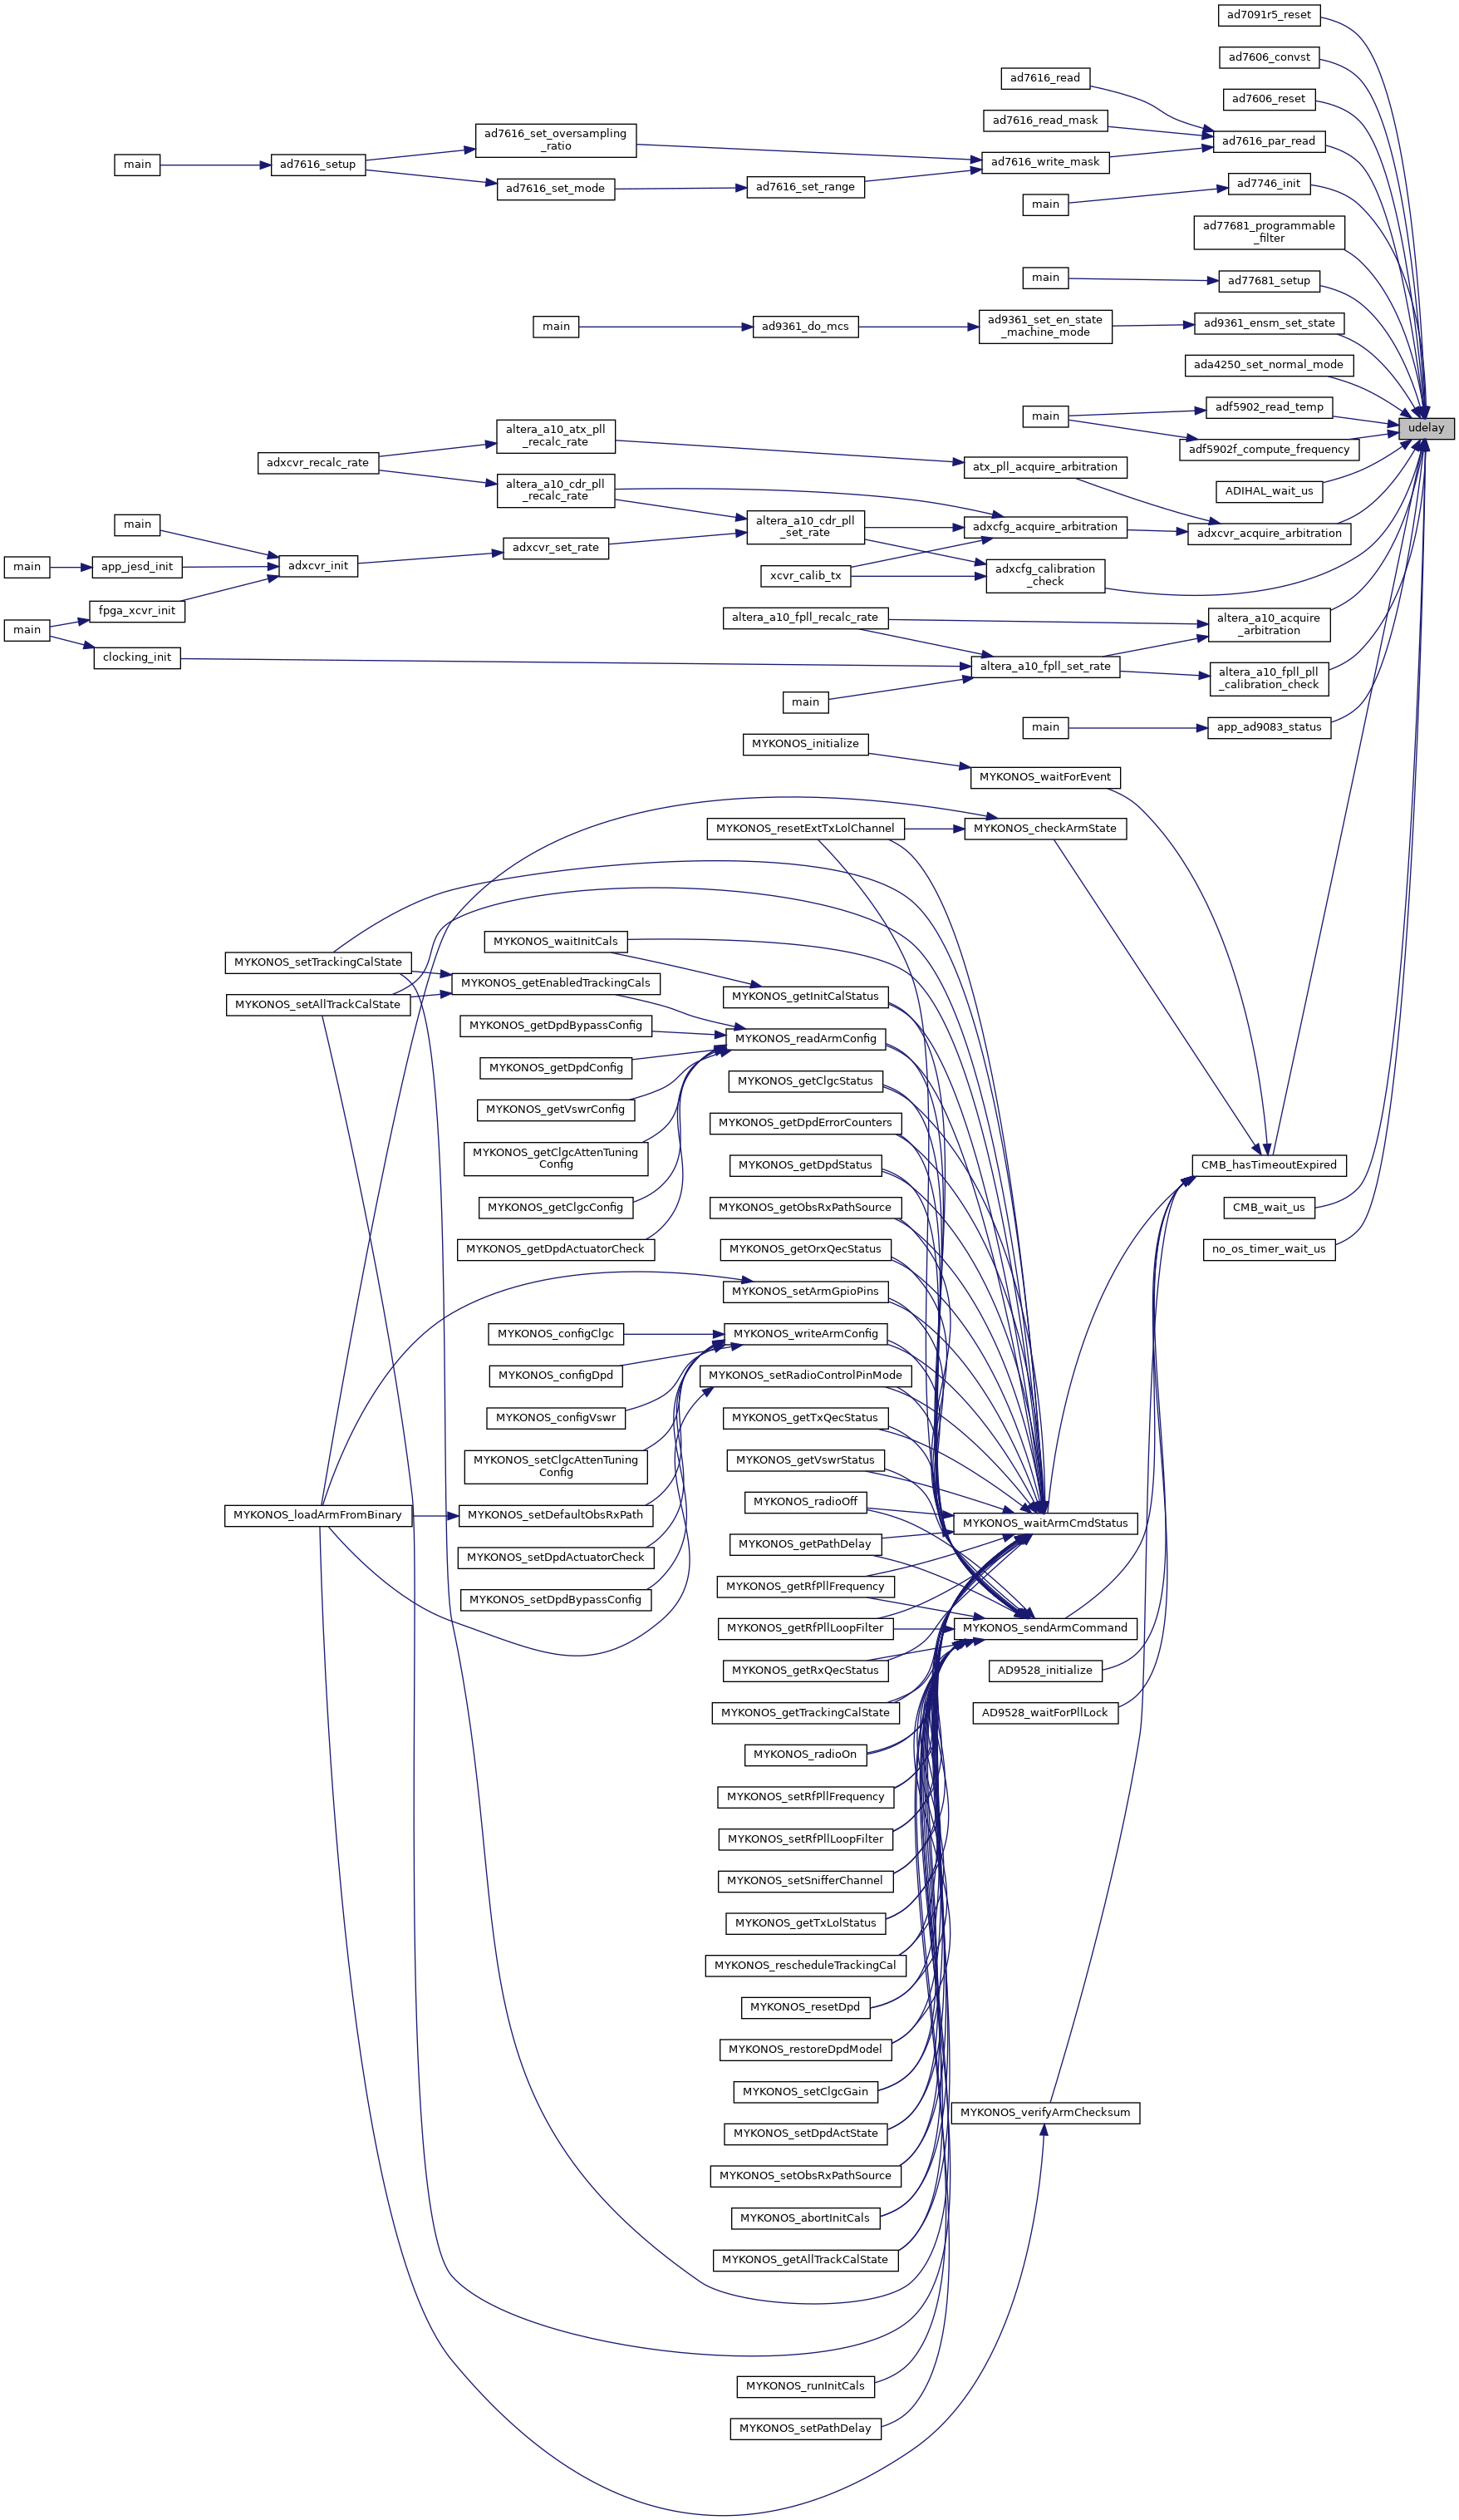 ad7091r5_reset
ad7606_convst
ad7616_read
ad7606_reset
ad7616_read_mask
ad7616_set_oversampling
_ratio
ad7616_par_read
main
ad7616_setup
ad7616_write_mask
ad7616_set_mode
ad7616_set_range
ad7746_init
main
ad77681_programmable
_filter
main
ad77681_setup
main
ad9361_do_mcs
ad9361_set_en_state
_machine_mode
ad9361_ensm_set_state
ada4250_set_normal_mode
adf5902_read_temp
main
udelay
altera_a10_atx_pll
_recalc_rate
adf5902f_compute_frequency
adxcvr_recalc_rate
atx_pll_acquire_arbitration
altera_a10_cdr_pll
_recalc_rate
ADIHAL_wait_us
main
altera_a10_cdr_pll
_set_rate
adxcfg_acquire_arbitration
adxcvr_acquire_arbitration
adxcvr_set_rate
main
app_jesd_init
adxcvr_init
xcvr_calib_tx
adxcfg_calibration
_check
fpga_xcvr_init
altera_a10_fpll_recalc_rate
altera_a10_acquire
_arbitration
main
clocking_init
altera_a10_fpll_set_rate
altera_a10_fpll_pll
_calibration_check
main
main
app_ad9083_status
MYKONOS_initialize
MYKONOS_waitForEvent
MYKONOS_resetExtTxLolChannel
MYKONOS_checkArmState
MYKONOS_waitInitCals
MYKONOS_setTrackingCalState
MYKONOS_getEnabledTrackingCals
MYKONOS_getInitCalStatus
MYKONOS_setAllTrackCalState
MYKONOS_getDpdBypassConfig
MYKONOS_readArmConfig
MYKONOS_getDpdConfig
MYKONOS_getClgcStatus
MYKONOS_getVswrConfig
MYKONOS_getDpdErrorCounters
MYKONOS_getClgcAttenTuning
Config
MYKONOS_getDpdStatus
CMB_hasTimeoutExpired
MYKONOS_getClgcConfig
MYKONOS_getObsRxPathSource
CMB_wait_us
MYKONOS_getDpdActuatorCheck
MYKONOS_getOrxQecStatus
no_os_timer_wait_us
MYKONOS_setArmGpioPins
MYKONOS_configClgc
MYKONOS_writeArmConfig
MYKONOS_configDpd
MYKONOS_setRadioControlPinMode
MYKONOS_configVswr
MYKONOS_getTxQecStatus
MYKONOS_setClgcAttenTuning
Config
MYKONOS_getVswrStatus
MYKONOS_radioOff
MYKONOS_loadArmFromBinary
MYKONOS_setDefaultObsRxPath
MYKONOS_waitArmCmdStatus
MYKONOS_getPathDelay
MYKONOS_setDpdActuatorCheck
MYKONOS_getRfPllFrequency
MYKONOS_setDpdBypassConfig
MYKONOS_getRfPllLoopFilter
MYKONOS_sendArmCommand
MYKONOS_getRxQecStatus
AD9528_initialize
MYKONOS_getTrackingCalState
AD9528_waitForPllLock
MYKONOS_radioOn
MYKONOS_setRfPllFrequency
MYKONOS_setRfPllLoopFilter
MYKONOS_setSnifferChannel
MYKONOS_getTxLolStatus
MYKONOS_rescheduleTrackingCal
MYKONOS_resetDpd
MYKONOS_restoreDpdModel
MYKONOS_setClgcGain
MYKONOS_verifyArmChecksum
MYKONOS_setDpdActState
MYKONOS_setObsRxPathSource
MYKONOS_abortInitCals
MYKONOS_getAllTrackCalState
MYKONOS_runInitCals
MYKONOS_setPathDelay